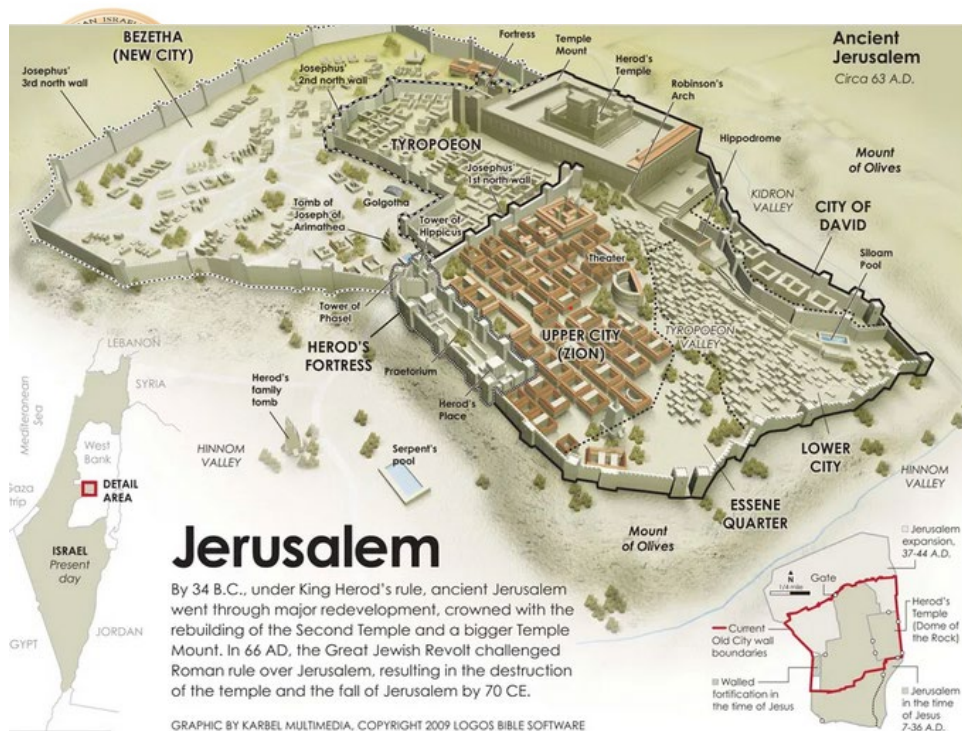 AN ISRAEL
BEZETHA
(NEW CITY)
Josephus'
3rd north wall
Josephus'
2nd north wall
Fortress
Temple
Mount
Herod's
Temple
Robinson's
Arch
Ancient
Jerusalem
Circa 63 A.D.
Hippodrome
Mount
of Olives
TYROPOEON
Josephus'
1st north wall
KIDRON
VALLEY
CITY OF
DAVID
Siloam
Pool
Tomb of
Joseph of
Arimathea
Golgotha
Tower of
Hippicus
Theater
Tower of
Phasel
UPPER CITY
(ZION)
TYROPOEON
VALLEY
HEROD'S
FORTRESS
Praetorium
Herod's
Place
Herod's
family
tomb
HINNOM
VALLEY
Serpent's
pool
LOWER
CITY
HINNOM
VALLEY
ESSENE
QUARTER
Mount
of Olives
LEBANON
SYRIA
Mediteranean
Sea
West
Bank
Gaza
trip
DETAIL
AREA
ISRAEL
Present
day
JORDAN
GYPT
Jerusalem
By 34 B.C., under King Herod's rule, ancient Jerusalem
went through major redevelopment, crowned with the
rebuilding of the Second Temple and a bigger Temple
Mount. In 66 AD, the Great Jewish Revolt challenged
Roman rule over Jerusalem, resulting in the destruction
of the temple and the fall of Jerusalem by 70 CE.
GRAPHIC BY KARBEL MULTIMEDIA, COPYRIGHT 2009 LOGOS BIBLE SOFTWARE
Jerusalem
expansion,
37-44 A.D.
N
1/4 mile
Gate
Herod's
Temple
(Dome of
the Rock)
Current
Old City wall
boundaries
Walled
fortification in
the time of Jesus
Jerusalem
in the time
of Jesus
7-36 A.D.